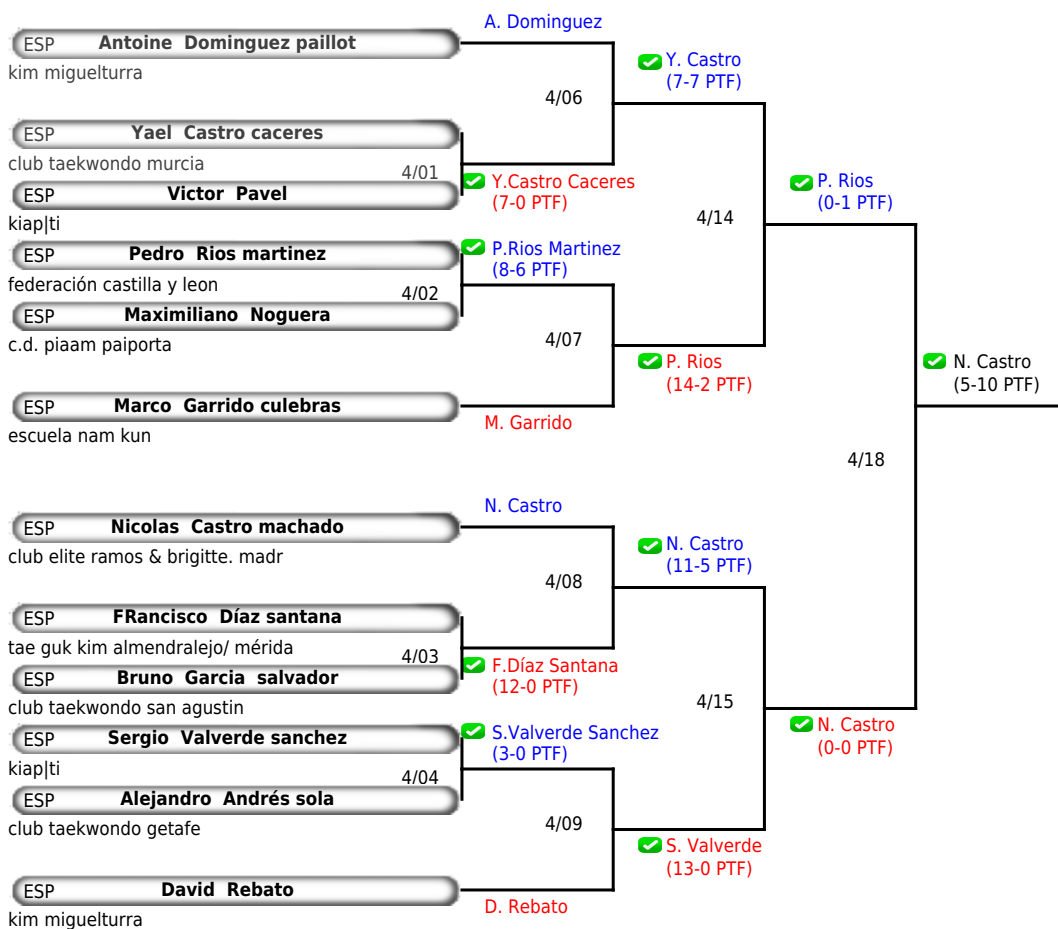 A. Dominguez
ESP Antoine Dominguez paillot
kim miguelturra
Y. Castro
(7-7 PTF)
4/06
ESP Yael Castro caceres
club taekwondo murcia
4/01
Y.Castro Caceres
(7-0 PTF)
ESP Victor Pavel
kiap|ti
P. Rios
(0-1 PTF)
4/14
ESP Pedro Rios martinez
P.Rios Martinez
(8-6 PTF)
federación castilla y leon
4/02
ESP Maximiliano Noguera
c.d. piaam paiporta
4/07
P. Rios
(14-2 PTF)
N. Castro
(5-10 PTF)
ESP Marco Garrido culebras
M. Garrido
escuela nam kun
4/18
N. Castro
ESP Nicolas Castro machado
club elite ramos & brigitte. madr
N. Castro
(11-5 PTF)
4/08
ESP FRancisco Díaz santana
tae guk kim almendralejo/ mérida
4/03
F.Díaz Santana
(12-0 PTF)
ESP Bruno Garcia salvador
club taekwondo san agustin
4/15
N. Castro
(0-0 PTF)
ESP Sergio Valverde sanchez
S.Valverde Sanchez
(3-0 PTF)
kiap|ti
4/04
ESP Alejandro Andrés sola
club taekwondo getafe
4/09
S. Valverde
(13-0 PTF)
ESP David Rebato
D. Rebato
kim miguelturra